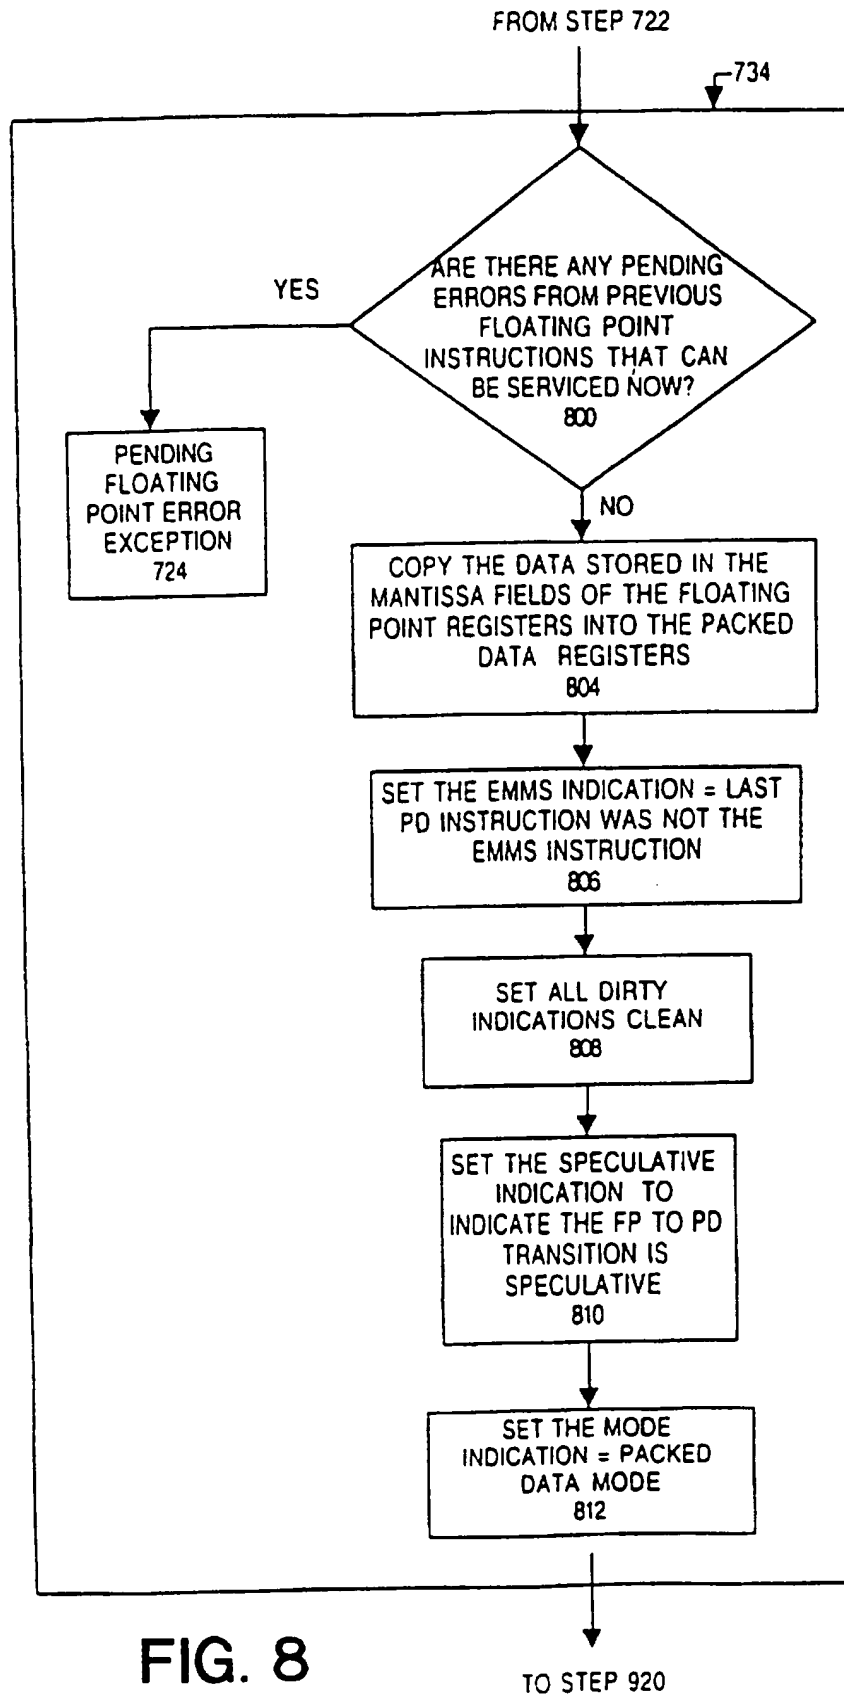 FROM STEP 722
734
ARE THERE ANY PENDING
ERRORS FROM PREVIOUS
FLOATING POINT
INSTRUCTIONS THAT CAN
BE SERVICED NOW?
800
YES
PENDING
FLOATING
POINT ERROR
EXCEPTION
724
NO
COPY THE DATA STORED IN THE
MANTISSA FIELDS OF THE FLOATING
POINT REGISTERS INTO THE PACKED
DATA REGISTERS
804
SET THE EMMS INDICATION = LAST
PD INSTRUCTION WAS NOT THE
EMMS INSTRUCTION
806
SET ALL DIRTY
INDICATIONS CLEAN
808
SET THE SPECULATIVE
INDICATION TO
INDICATE THE FP TO PD
TRANSITION IS
SPECULATIVE
810
SET THE MODE
INDICATION = PACKED
DATA MODE
812
FIG. 8
TO STEP 920